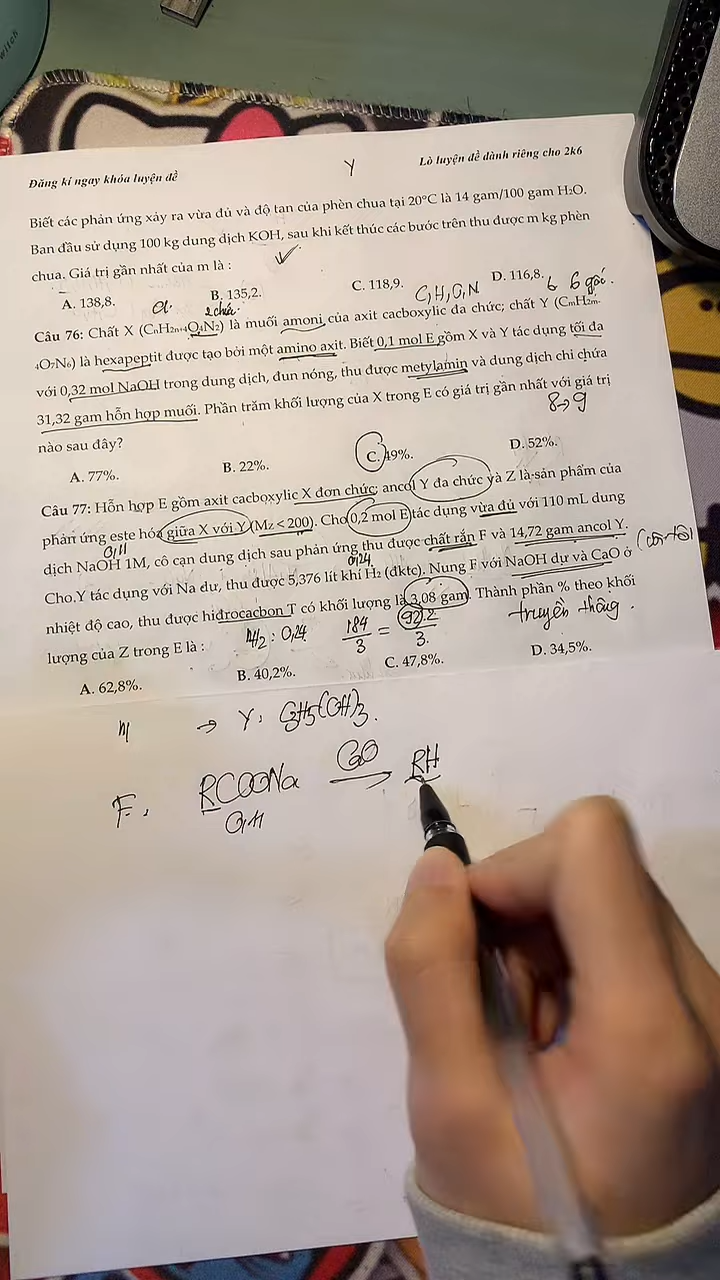 witch
Đăng kí ngay khóa luyện đề
Y
Lò luyện đề dành riêng cho 2k6
Biết các phản ứng xảy ra vừa đủ và độ tan của phèn chua tại 20°C là 14 gam/100 gam H₂O.
Ban đầu sử dụng 100 kg dung dịch KOH, sau khi kết thúc các bước trên thu được m kg phèn
chua. Giá trị gần nhất của m là :
A. 138,8. B. 135,2. C. 118,9. D. 116,8.
2 chức C,H,O,N 6 gốc.
Câu 76: Chất X (CₙH₂ₙ₊₄O₄N₂) là muối amoni của axit cacboxylic đa chức; chất Y (CₘH₂ₘ₋
₄O₇N₆) là hexapeptit được tạo bởi một amino axit. Biết 0,1 mol E gồm X và Y tác dụng tối đa
với 0,32 mol NaOH trong dung dịch, đun nóng, thu được metylamin và dung dịch chỉ chứa
31,32 gam hỗn hợp muối. Phần trăm khối lượng của X trong E có giá trị gần nhất với giá trị
8→9
nào sau đây?
A. 77%. B. 22%. C. 49%. D. 52%.
Câu 77: Hỗn hợp E gồm axit cacboxylic X đơn chức; ancol Y đa chức và Z là sản phẩm của
phản ứng este hóa giữa X với Y (Mz < 200). Cho 0,2 mol E tác dụng vừa đủ với 110 mL dung
0,11
dịch NaOH 1M, cô cạn dung dịch sau phản ứng thu được chất rắn F và 14,72 gam ancol Y.
0,24
Cho Y tác dụng với Na dư, thu được 5,376 lít khí H₂ (đktc). Nung F với NaOH dư và CaO ở
nhiệt độ cao, thu được hiđrocacbon T có khối lượng là 3,08 gam. Thành phần % theo khối
truyền thống.
lượng của Z trong E là :
H₂ : 0,24 184/3 = 92.2/3
A. 62,8%. B. 40,2%. C. 47,8%. D. 34,5%.
→ Y: C₃H₅(OH)₃.
F. RCOONa CaO → RH
0,11